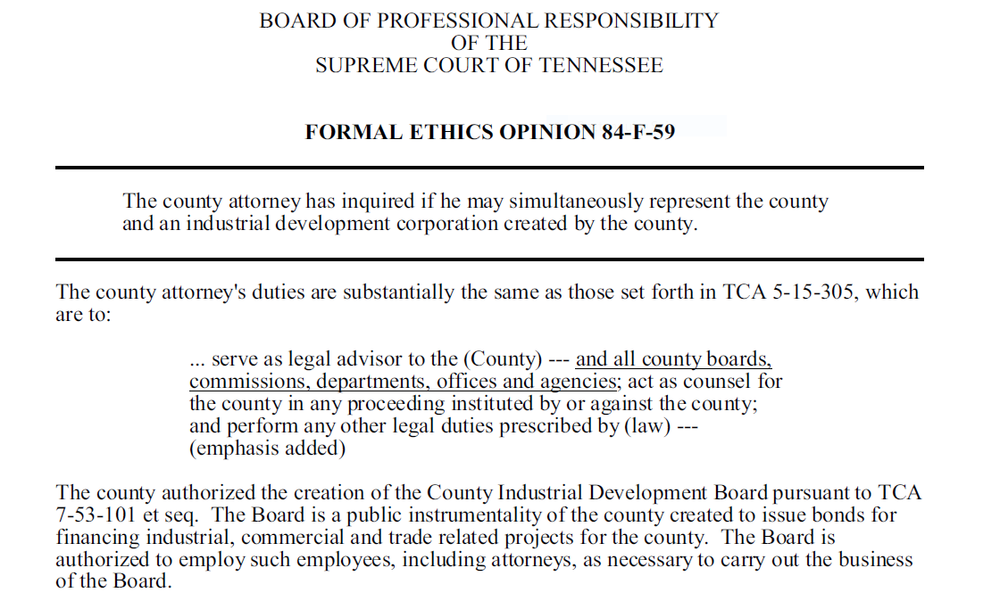 BOARD OF PROFESSIONAL RESPONSIBILITY
OF THE
SUPREME COURT OF TENNESSEE
FORMAL ETHICS OPINION 84-F-59
The county attorney has inquired if he may simultaneously represent the county
and an industrial development corporation created by the county.
The county attorney's duties are substantially the same as those set forth in TCA 5-15-305, which
are to:
... serve as legal advisor to the (County) --- and all county boards,
commissions, departments, offices and agencies; act as counsel for
the county in any proceeding instituted by or against the county;
and perform any other legal duties prescribed by (law) ---
(emphasis added)
The county authorized the creation of the County Industrial Development Board pursuant to TCA
7-53-101 et seq.  The Board is a public instrumentality of the county created to issue bonds for
financing industrial, commercial and trade related projects for the county.  The Board is
authorized to employ such employees, including attorneys, as necessary to carry out the business
of the Board.